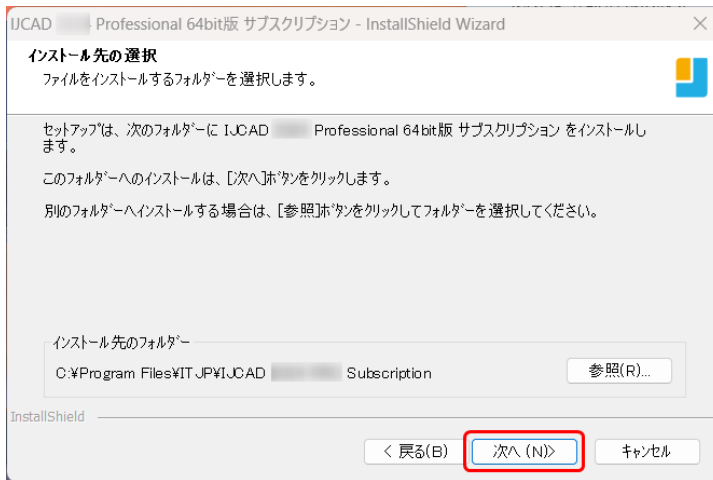 IJCAD Professional 64bit版 サブスクリプション - InstallShield Wizard
インストール先の選択
ファイルをインストールするフォルダーを選択します。
セットアップは、次のフォルダーに IJCAD Professional 64bit版 サブスクリプション をインストールし
ます。
このフォルダーへのインストールは、[次へ]ボタンをクリックします。
別のフォルダーへインストールする場合は、[参照]ボタンをクリックしてフォルダーを選択してください。
インストール先のフォルダー
C:¥Program Files¥ITJP¥IJCAD Subscription
参照(R)...
InstallShield
< 戻る(B) 次へ (N)> キャンセル